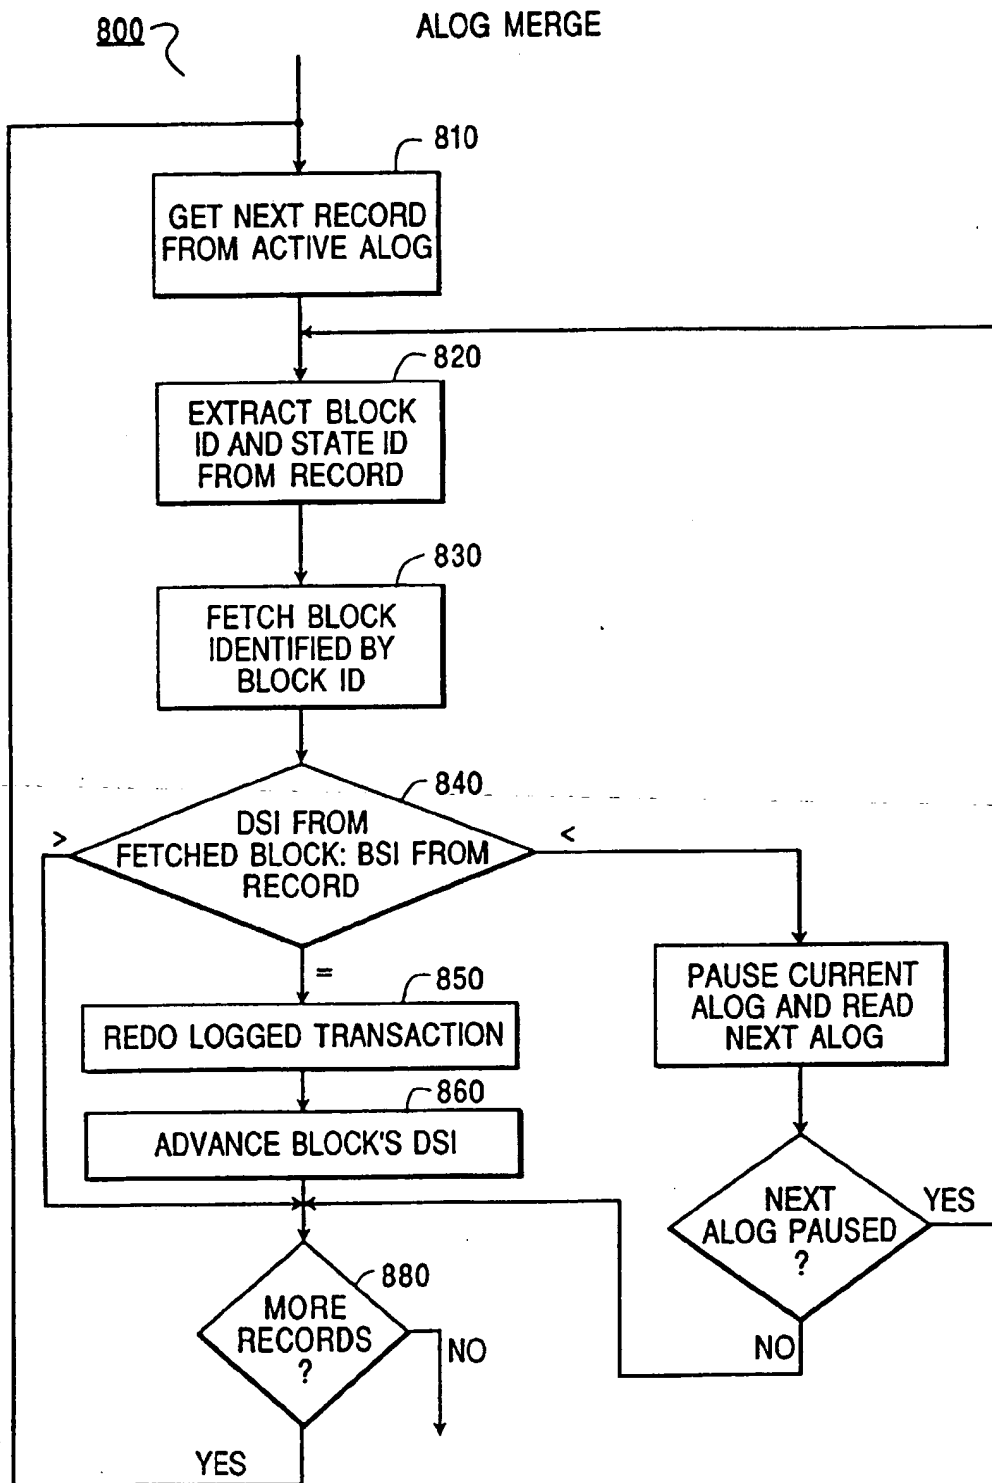 800
ALOG MERGE
810
GET NEXT RECORD
FROM ACTIVE ALOG
820
EXTRACT BLOCK
ID AND STATE ID
FROM RECORD
830
FETCH BLOCK
IDENTIFIED BY
BLOCK ID
840
>
DSI FROM
FETCHED BLOCK: BSI FROM
RECORD
<
=
850
REDO LOGGED TRANSACTION
860
ADVANCE BLOCK'S DSI
PAUSE CURRENT
ALOG AND READ
NEXT ALOG
NEXT
ALOG PAUSED
?
YES
NO
880
MORE
RECORDS
?
NO
YES